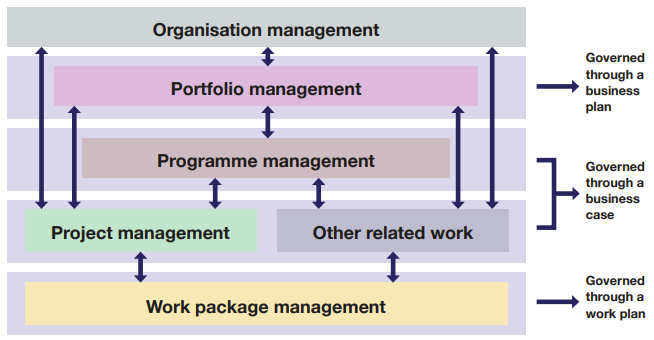 Organisation management
Portfolio management
Governed
through a
business
plan
Programme management
Governed
through a
business
case
Project management
Other related work
Work package management
Governed
through a
work plan